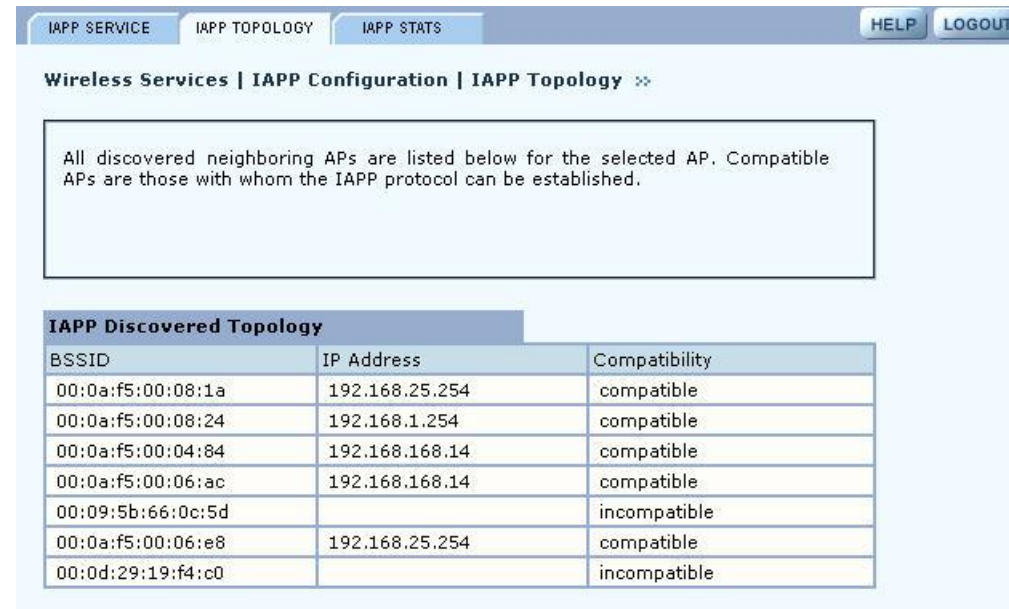 IAPP SERVICE IAPP TOPOLOGY IAPP STATS HELP LOGOUT
Wireless Services | IAPP Configuration | IAPP Topology »
All discovered neighboring APs are listed below for the selected AP. Compatible
APs are those with whom the IAPP protocol can be established.
IAPP Discovered Topology
BSSID IP Address Compatibility
00:0a:f5:00:08:1a 192.168.25.254 compatible
00:0a:f5:00:08:24 192.168.1.254 compatible
00:0a:f5:00:04:84 192.168.168.14 compatible
00:0a:f5:00:06:ac 192.168.168.14 compatible
00:09:5b:66:0c:5d incompatible
00:0a:f5:00:06:e8 192.168.25.254 compatible
00:0d:29:19:f4:c0 incompatible